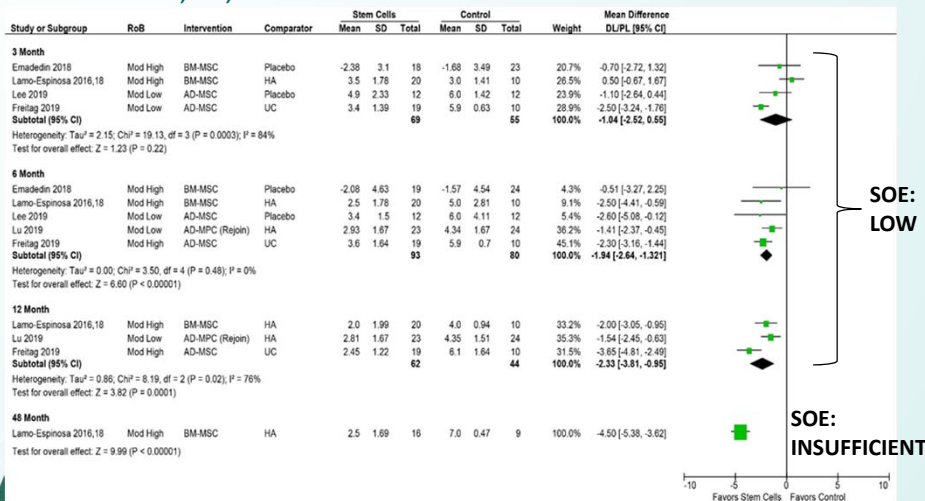 Stem Cells Control Mean Difference
Study or Subgroup RoB Intervention Comparator Mean SD Total Mean SD Total Weight DL/PL [95% CI]
3 Month
Emadedin 2018 Mod High BM-MSC Placebo -2.38 3.1 18 -1.68 3.49 23 20.7% -0.70 [-2.72, 1.32]
Lamo-Espinosa 2016,18 Mod High BM-MSC HA 3.5 1.78 20 3.0 1.41 10 26.5% 0.50 [-0.67, 1.67]
Lee 2019 Mod Low AD-MSC Placebo 4.9 2.33 12 6.0 1.42 12 23.9% -1.10 [-2.64, 0.44]
Freitag 2019 Mod Low AD-MSC UC 3.4 1.39 19 5.9 0.63 10 28.9% -2.50 [-3.24, -1.76]
Subtotal (95% CI) 69 55 100.0% -1.04 [-2.52, 0.55]
Heterogeneity: Tau² = 2.15; Chi² = 19.13, df = 3 (P = 0.0003); I² = 84%
Test for overall effect: Z = 1.23 (P = 0.22)
6 Month
Emadedin 2018 Mod High BM-MSC Placebo -2.08 4.63 19 -1.57 4.54 24 4.3% -0.51 [-3.27, 2.25]
Lamo-Espinosa 2016,18 Mod High BM-MSC HA 2.5 1.78 20 5.0 2.81 10 9.1% -2.50 [-4.41, -0.59]
Lee 2019 Mod Low AD-MSC Placebo 3.4 1.5 12 6.0 4.11 12 5.4% -2.60 [-5.08, -0.12]
Lu 2019 Mod Low AD-MPC (Rejoin) HA 2.93 1.67 23 4.34 1.67 24 36.2% -1.41 [-2.37, -0.45]
Freitag 2019 Mod High AD-MSC UC 3.6 1.64 19 5.9 0.7 10 45.1% -2.30 [-3.16, -1.44]
Subtotal (95% CI) 93 80 100.0% -1.94 [-2.64, -1.321]
Heterogeneity: Tau² = 0.00; Chi² = 3.50, df = 4 (P = 0.48); I² = 0%
Test for overall effect: Z = 6.60 (P < 0.00001)
SOE:
LOW
12 Month
Lamo-Espinosa 2016,18 Mod High BM-MSC HA 2.0 1.99 20 4.0 0.94 10 33.2% -2.00 [-3.05, -0.95]
Lu 2019 Mod Low AD-MPC (Rejoin) HA 2.81 1.67 23 4.35 1.51 24 35.3% -1.54 [-2.45, -0.63]
Freitag 2019 Mod High AD-MSC UC 2.45 1.22 19 6.1 1.64 10 31.5% -3.65 [-4.81, -2.49]
Subtotal (95% CI) 62 44 100.0% -2.33 [-3.81, -0.95]
Heterogeneity: Tau² = 0.86; Chi² = 8.19, df = 2 (P = 0.02); I² = 76%
Test for overall effect: Z = 3.82 (P = 0.0001)
48 Month
Lamo-Espinosa 2016,18 Mod High BM-MSC HA 2.5 1.69 16 7.0 0.47 9 100.0% -4.50 [-5.38, -3.62]
Test for overall effect: Z = 9.99 (P < 0.00001)
SOE:
INSUFFICIENT
-10 -5 0 5 10
Favors Stem Cells Favors Control